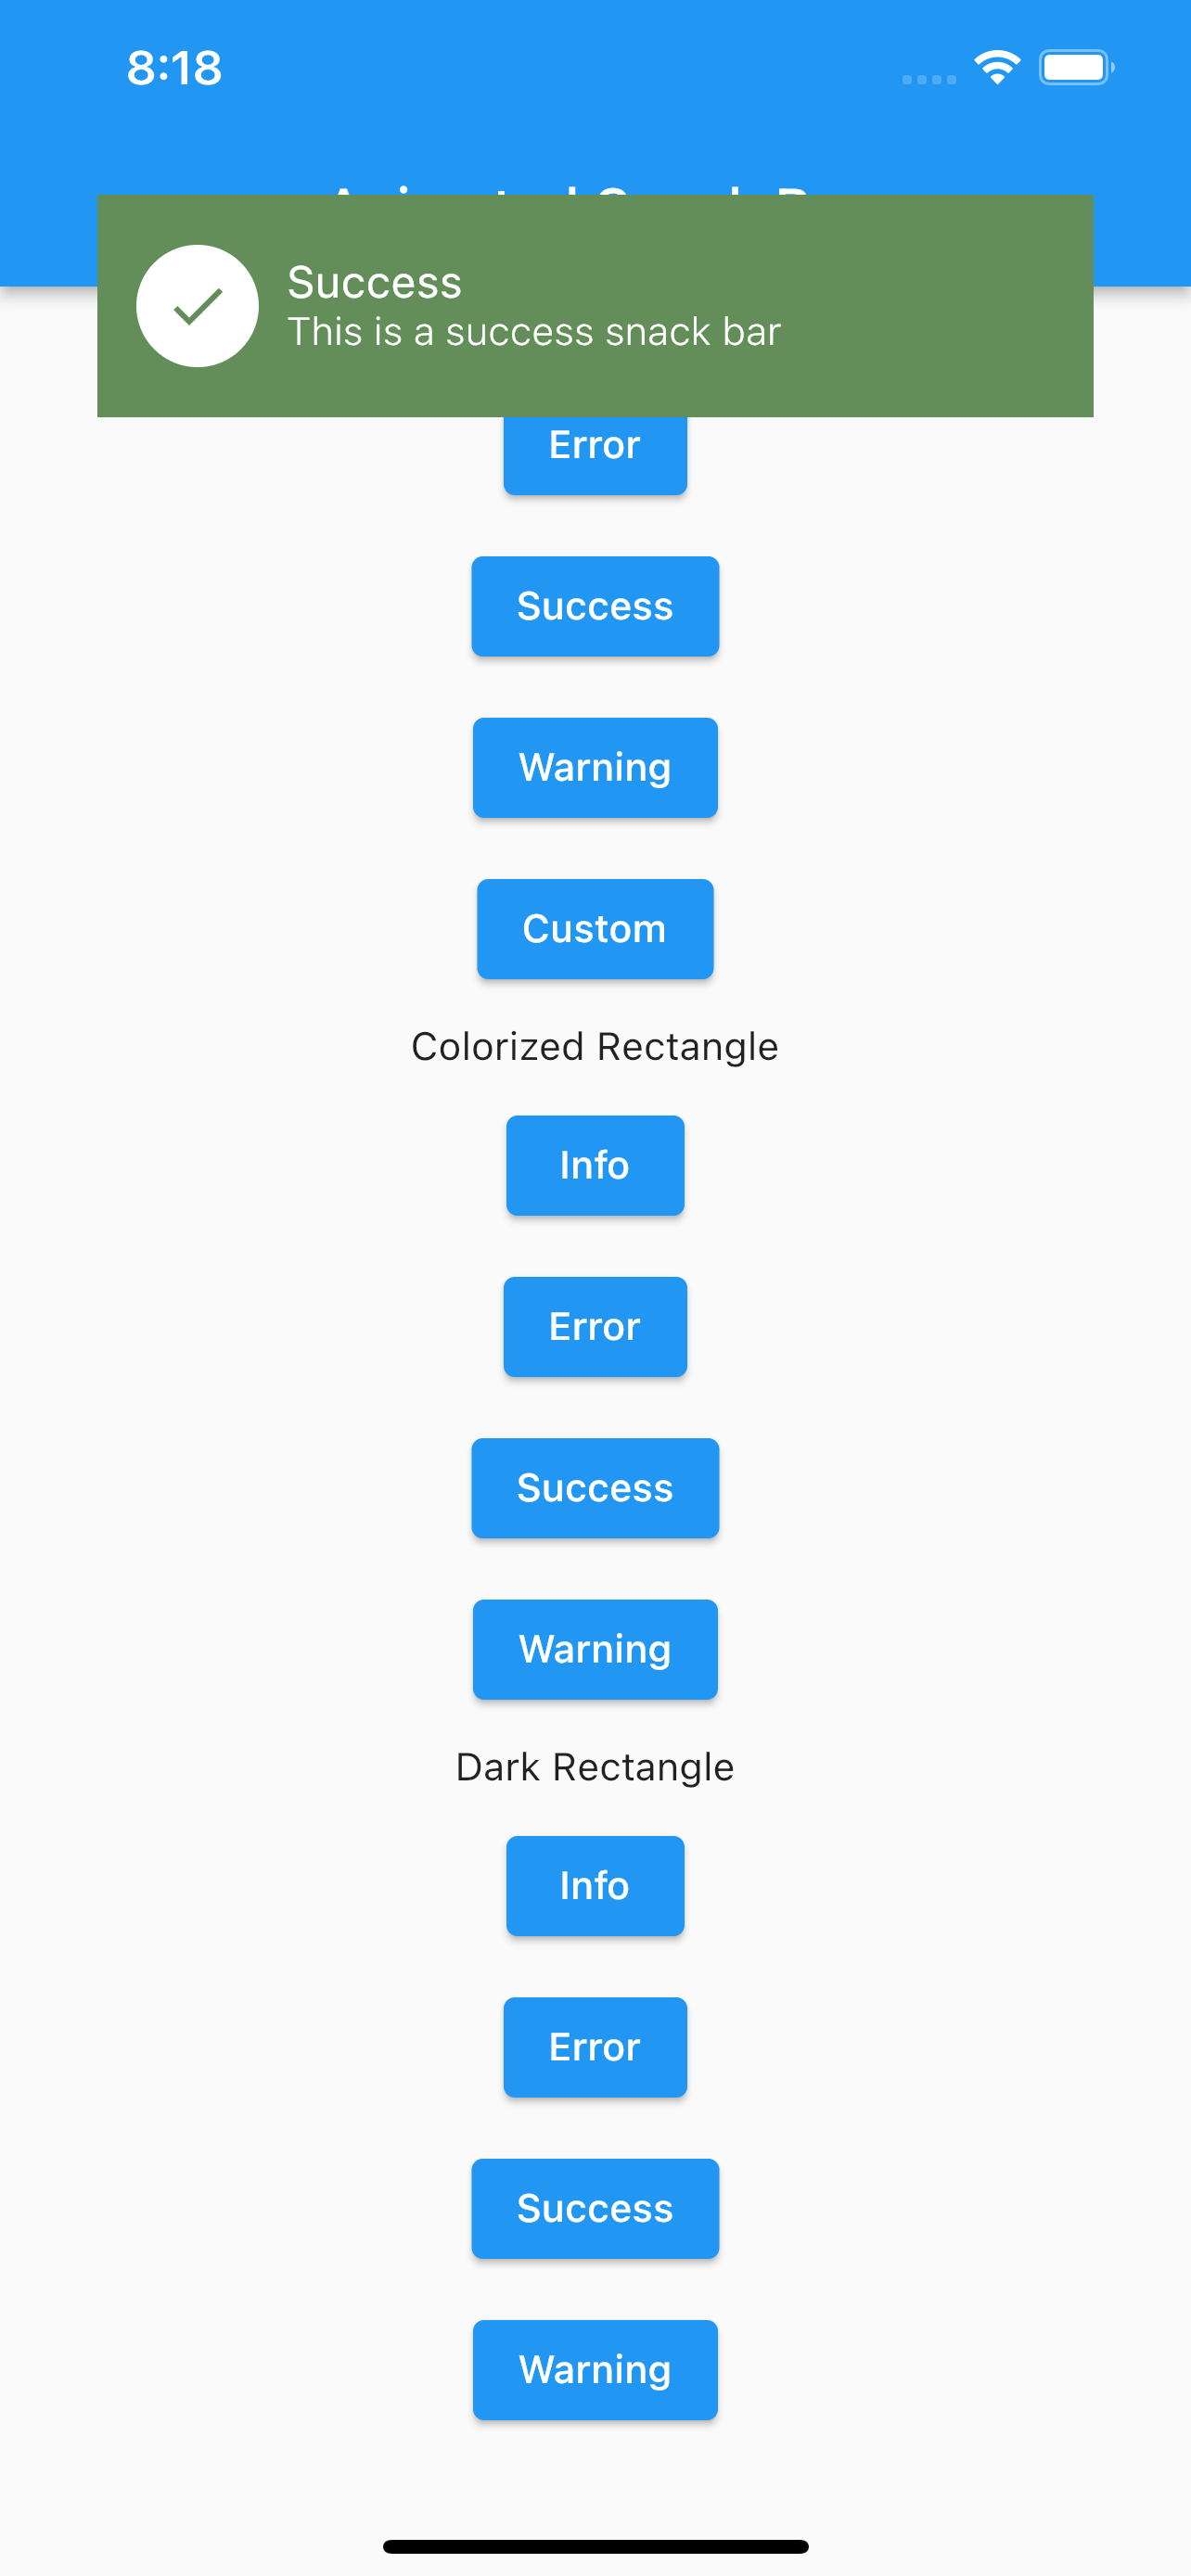 8:18
Success
This is a success snack bar
Error
Success
Warning
Custom
Colorized Rectangle
Info
Error
Success
Warning
Dark Rectangle
Info
Error
Success
Warning